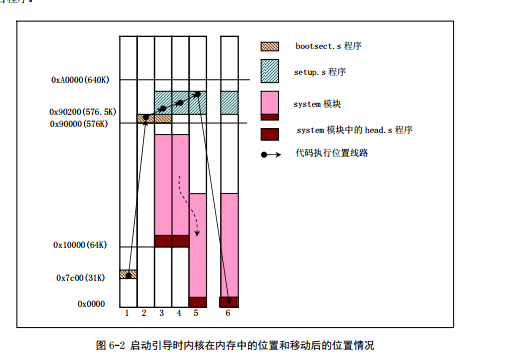 程序。
bootsect.s 程序
setup.s 程序
system 模块
system 模块中的 head.s 程序
代码执行位置线路
0xA0000(640K)
0x90200(576.5K)
0x90000(576K)
0x10000(64K)
0x7c00(31K)
0x0000
1 2 3 4 5 6
图 6-2 启动引导时内核在内存中的位置和移动后的位置情况